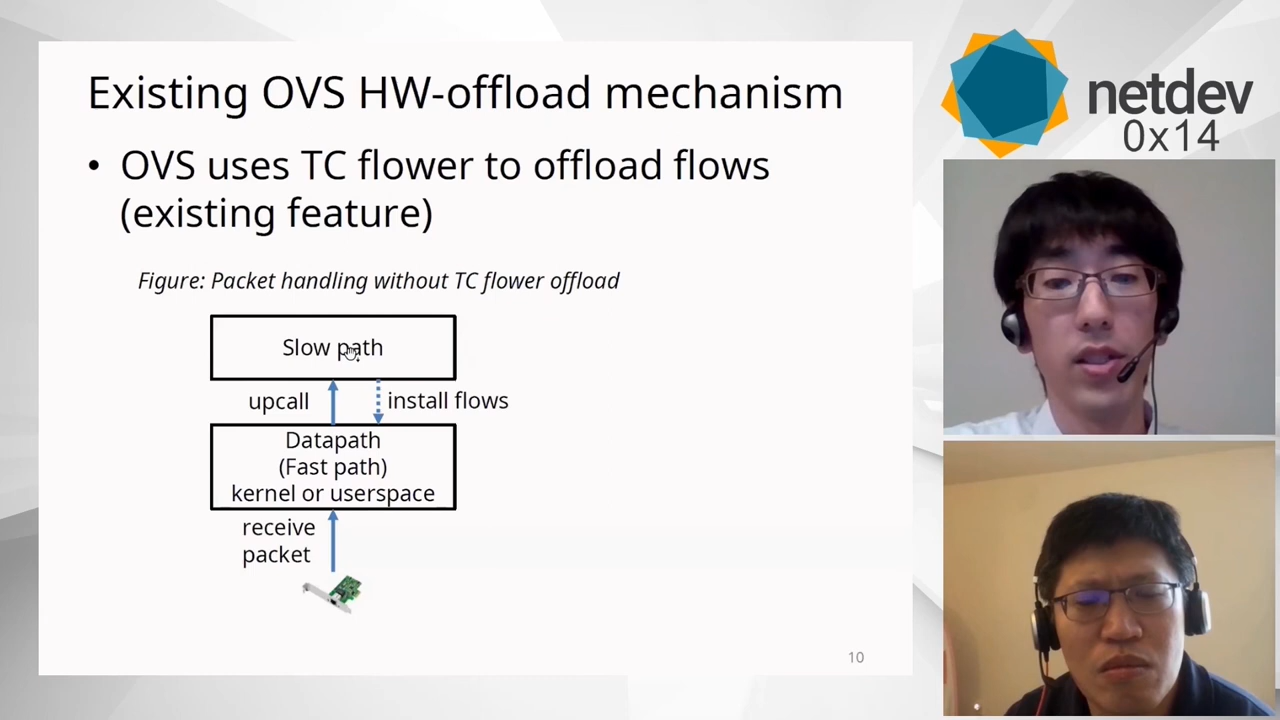 Existing OVS HW-offload mechanism
• OVS uses TC flower to offload flows
(existing feature)
Figure: Packet handling without TC flower offload
Slow path
upcall
install flows
Datapath
(Fast path)
kernel or userspace
receive
packet
10
netdev
0x14